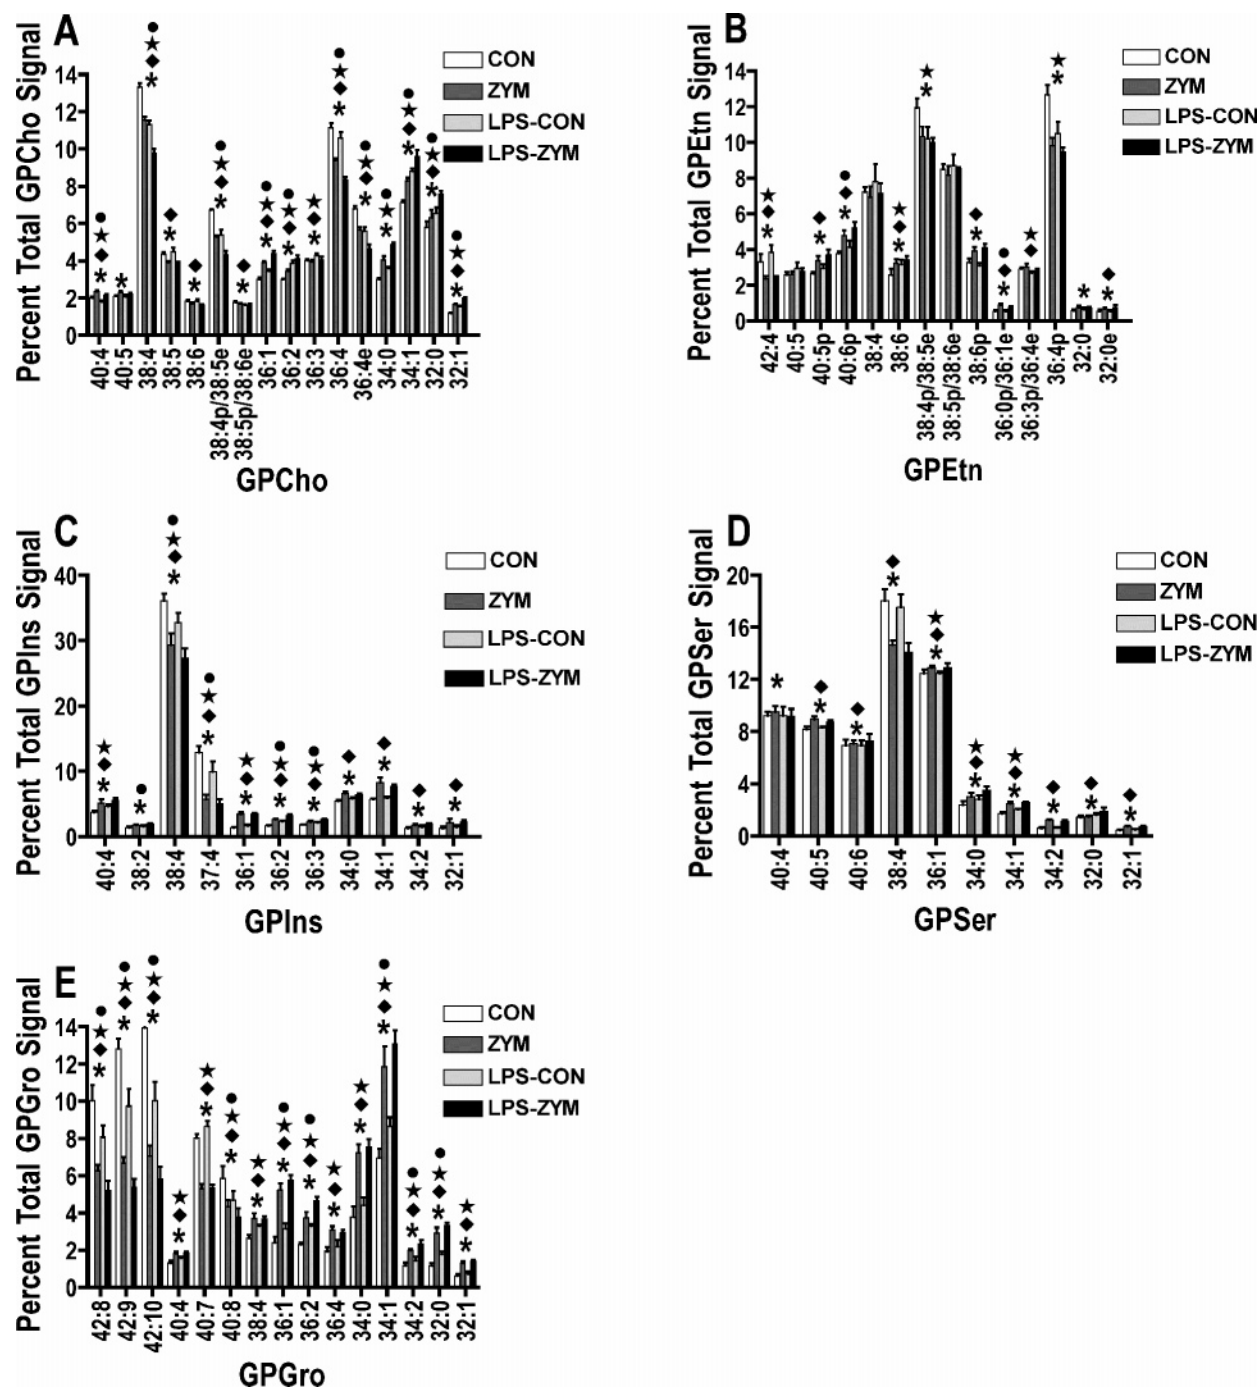 A
Percent Total GPCho Signal
14
12
10
8
6
4
2
0
CON
ZYM
LPS-CON
LPS-ZYM
40:4
40:5
38:4
38:5
38:6
38:4p/38:5e
38:5p/38:6e
36:1
36:2
36:3
36:4
36:4e
34:0
34:1
32:0
32:1
GPCho
B
Percent Total GPEtn Signal
14
12
10
8
6
4
2
0
CON
ZYM
LPS-CON
LPS-ZYM
42:4
40:5
40:5p
40:6p
38:4
38:6
38:4p/38:5e
38:5p/38:6e
38:6p
36:0p/36:1e
36:3p/36:4e
36:4p
32:0
32:0e
GPEtn
C
Percent Total GPIns Signal
40
30
20
10
0
CON
ZYM
LPS-CON
LPS-ZYM
40:4
38:2
38:4
37:4
36:1
36:2
36:3
34:0
34:1
34:2
32:1
GPIns
D
Percent Total GPSer Signal
20
16
12
8
4
0
CON
ZYM
LPS-CON
LPS-ZYM
40:4
40:5
40:6
38:4
36:1
34:0
34:1
34:2
32:0
32:1
GPSer
E
Percent Total GPGro Signal
14
12
10
8
6
4
2
0
CON
ZYM
LPS-CON
LPS-ZYM
42:8
42:9
42:10
40:4
40:7
40:8
38:4
36:1
36:2
36:4
34:0
34:1
34:2
32:0
32:1
GPGro